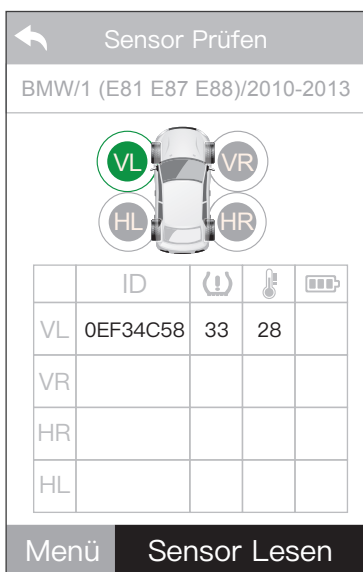 Sensor Prüfen
BMW/1 (E81 E87 E88)/2010-2013
VL VR
HL HR
ID
VL 0EF34C58 33 28
VR
HR
HL
Menü Sensor Lesen